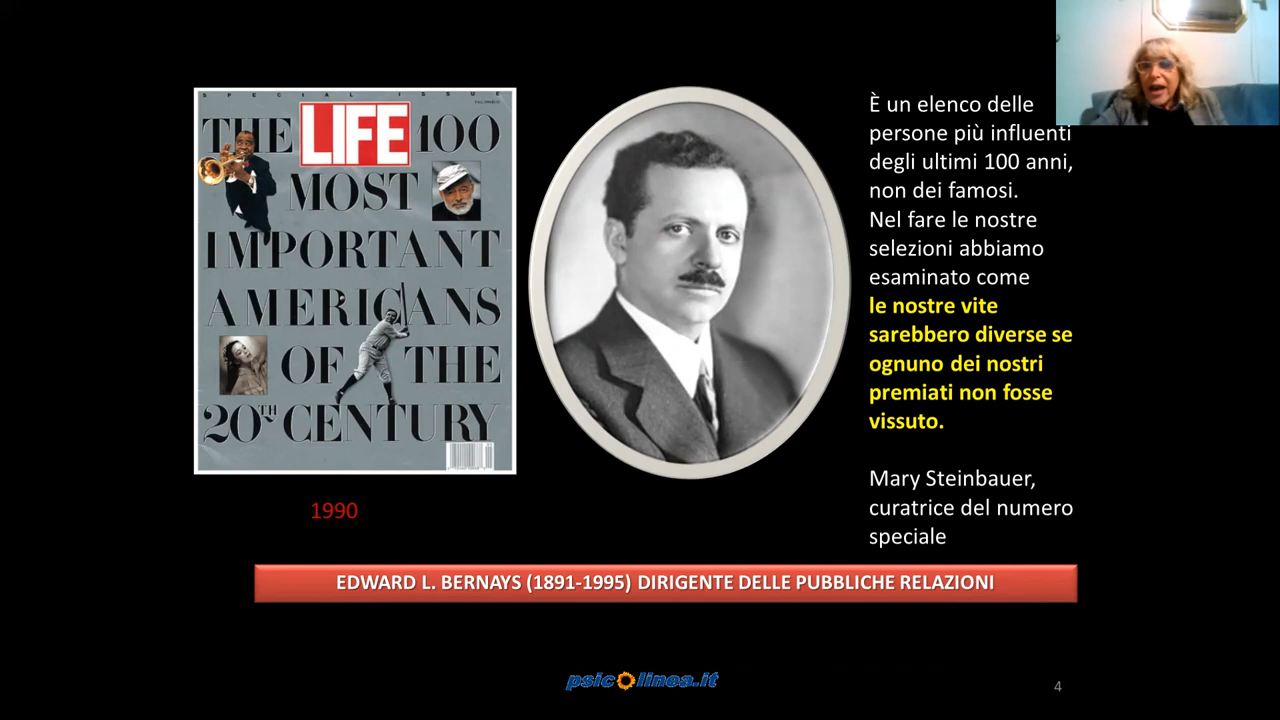 SPECIAL ISSUE
THE LIFE 100
MOST
IMPORTANT
AMERICANS
OF THE
20TH CENTURY
1990
È un elenco delle
persone più influenti
degli ultimi 100 anni,
non dei famosi.
Nel fare le nostre
selezioni abbiamo
esaminato come
le nostre vite
sarebbero diverse se
ognuno dei nostri
premiati non fosse
vissuto.
Mary Steinbauer,
curatrice del numero
speciale
EDWARD L. BERNAYS (1891-1995) DIRIGENTE DELLE PUBBLICHE RELAZIONI
psicolinea.it
4